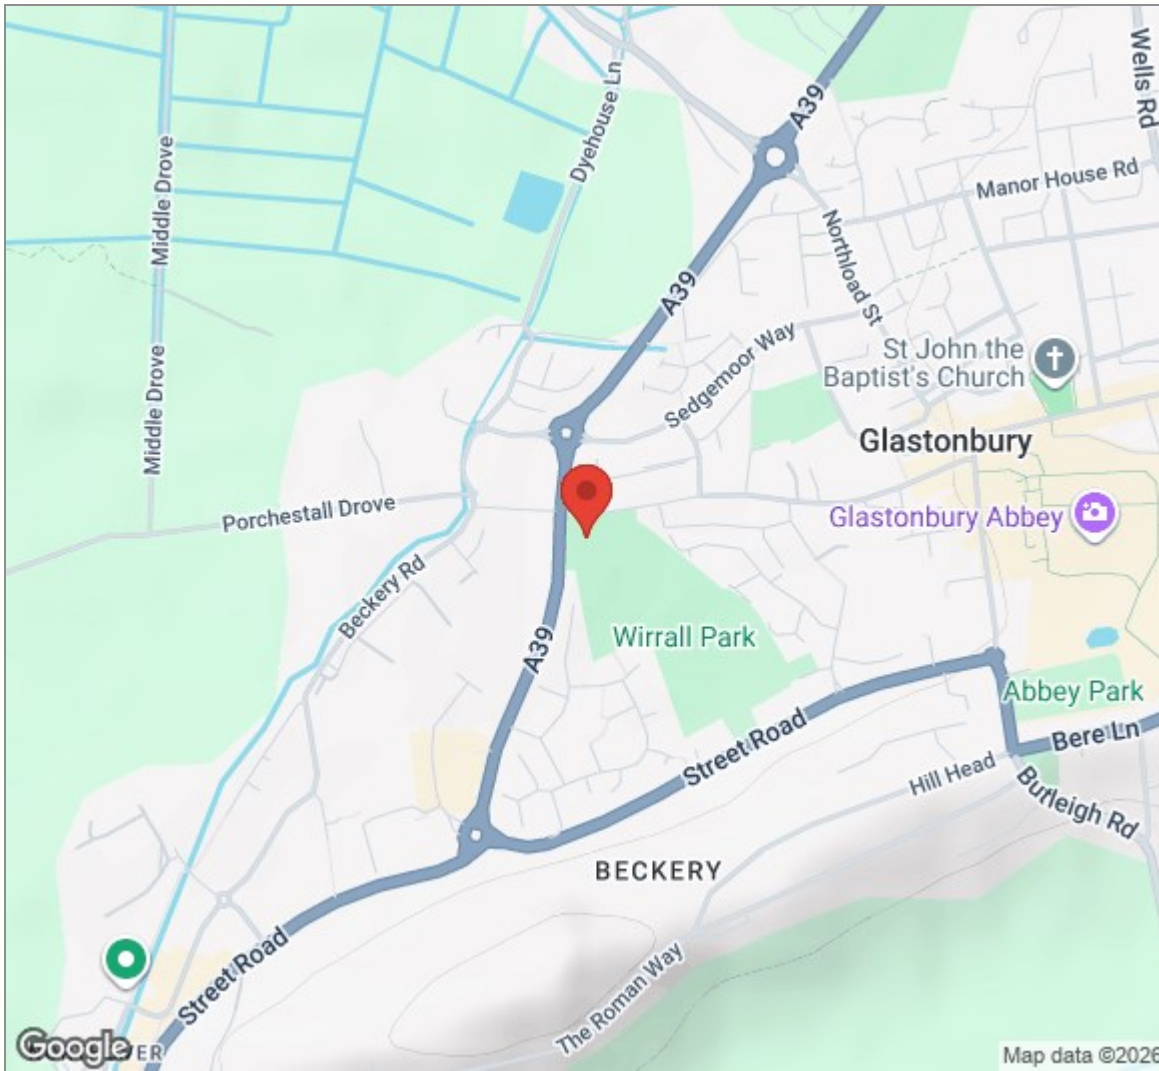 Wells Rd
A39
Dyehouse Ln
Middle Drove
Manor House Rd
Northload St
A39
Sedgemoor Way
St John the
Baptist's Church
Middle Drove
Glastonbury
Porchestall Drove
Glastonbury Abbey
Beckery Rd
A39
Wirrall Park
Abbey Park
Street Road
Bere Ln
Hill Head
Butleigh Rd
BECKERY
Street Road
The Roman Way
Google
Map data ©2026